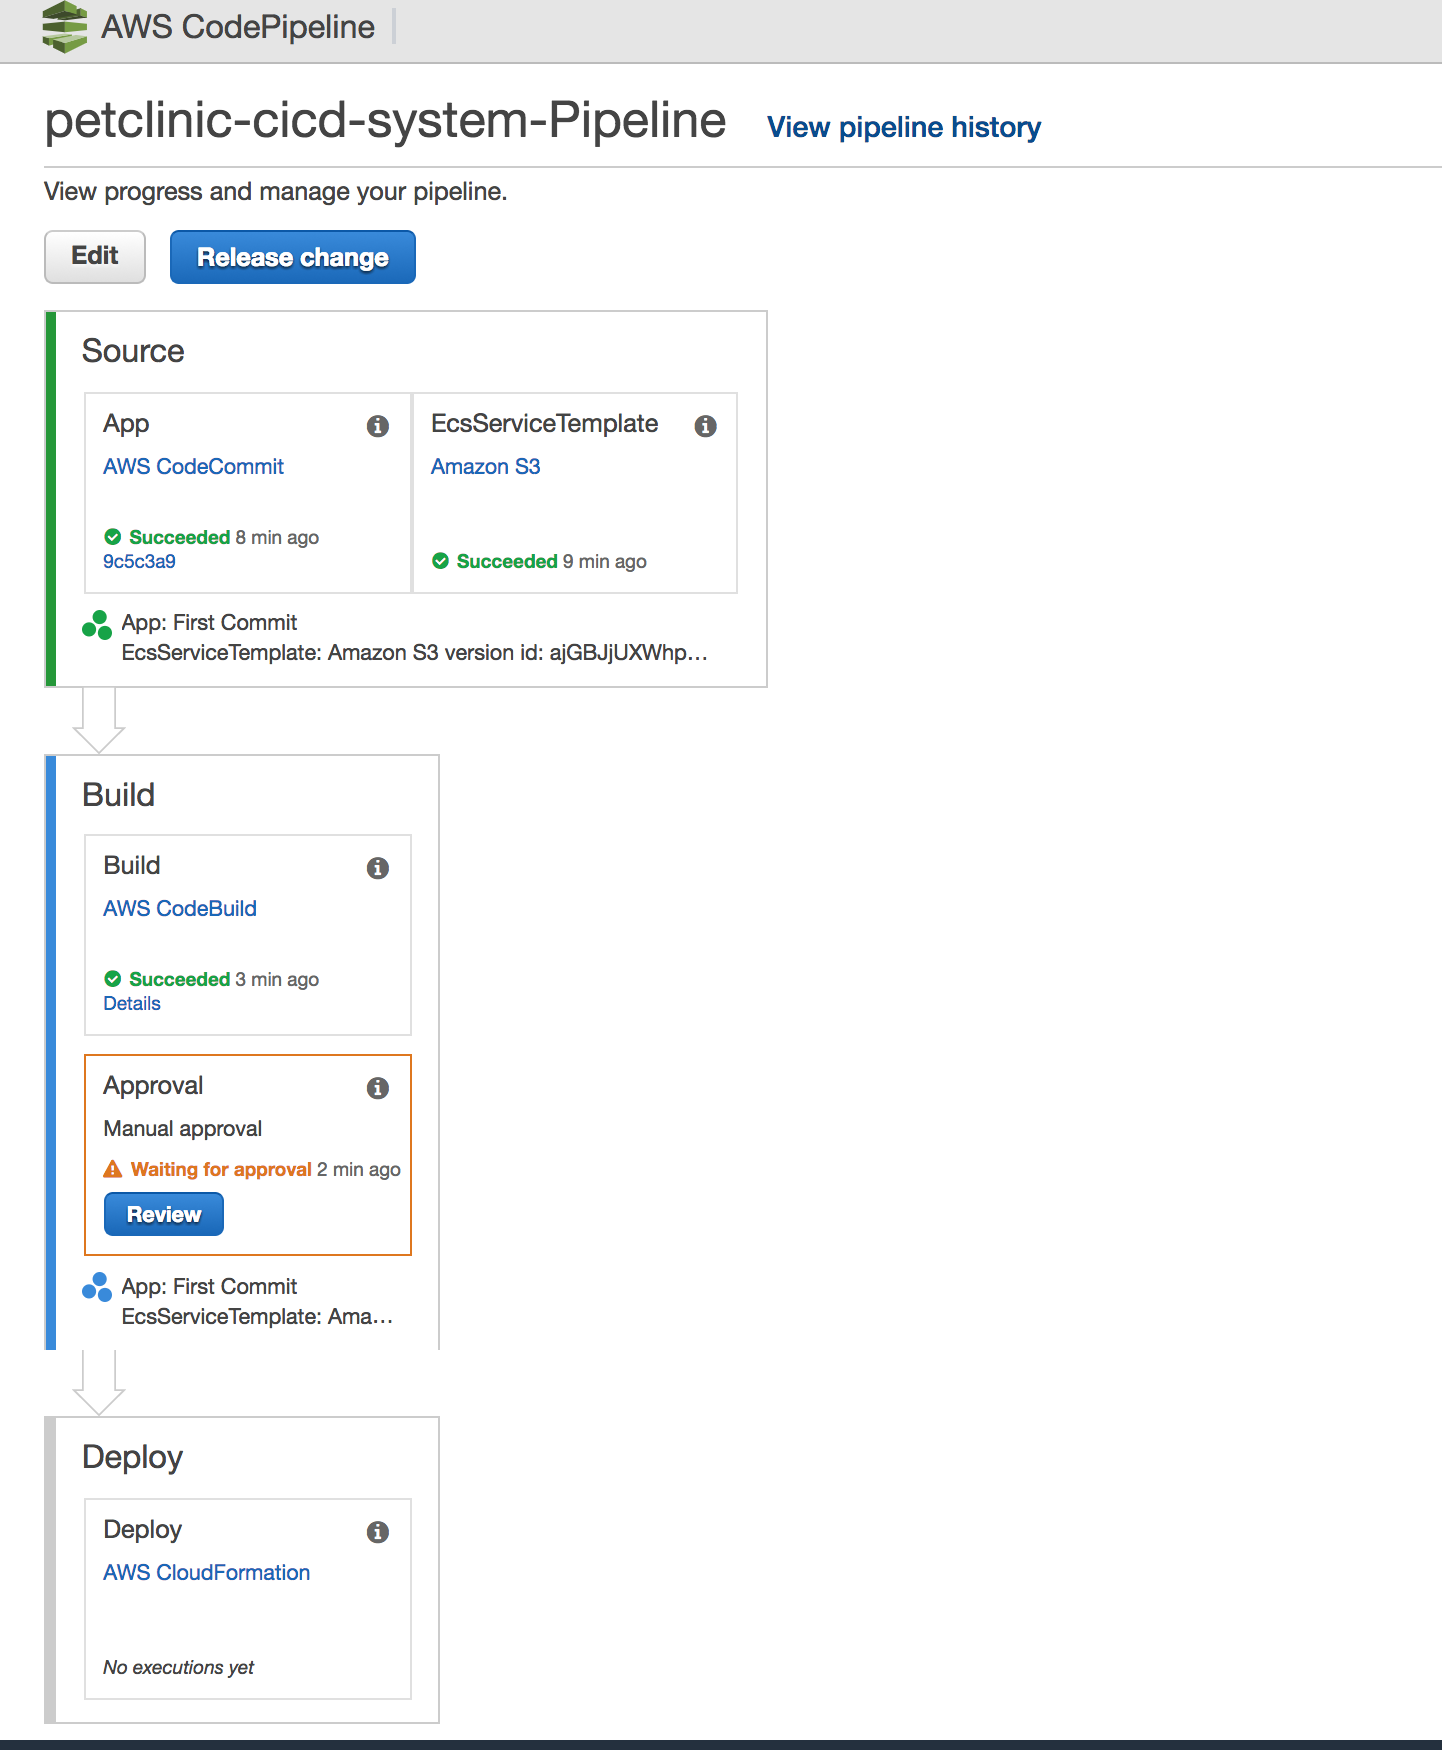 AWS CodePipeline
petclinic-cicd-system-Pipeline View pipeline history
View progress and manage your pipeline.
Edit Release change
Source
App
AWS CodeCommit
Succeeded 8 min ago
9c5c3a9
EcsServiceTemplate
Amazon S3
Succeeded 9 min ago
App: First Commit
EcsServiceTemplate: Amazon S3 version id: ajGBJjUXWhp...
Build
Build
AWS CodeBuild
Succeeded 3 min ago
Details
Approval
Manual approval
Waiting for approval 2 min ago
Review
App: First Commit
EcsServiceTemplate: Ama...
Deploy
Deploy
AWS CloudFormation
No executions yet